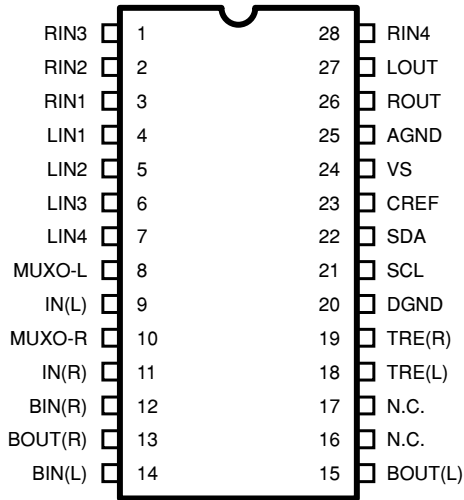 RIN3 1 28 RIN4
RIN2 2 27 LOUT
RIN1 3 26 ROUT
LIN1 4 25 AGND
LIN2 5 24 VS
LIN3 6 23 CREF
LIN4 7 22 SDA
MUXO-L 8 21 SCL
IN(L) 9 20 DGND
MUXO-R 10 19 TRE(R)
IN(R) 11 18 TRE(L)
BIN(R) 12 17 N.C.
BOUT(R) 13 16 N.C.
BIN(L) 14 15 BOUT(L)